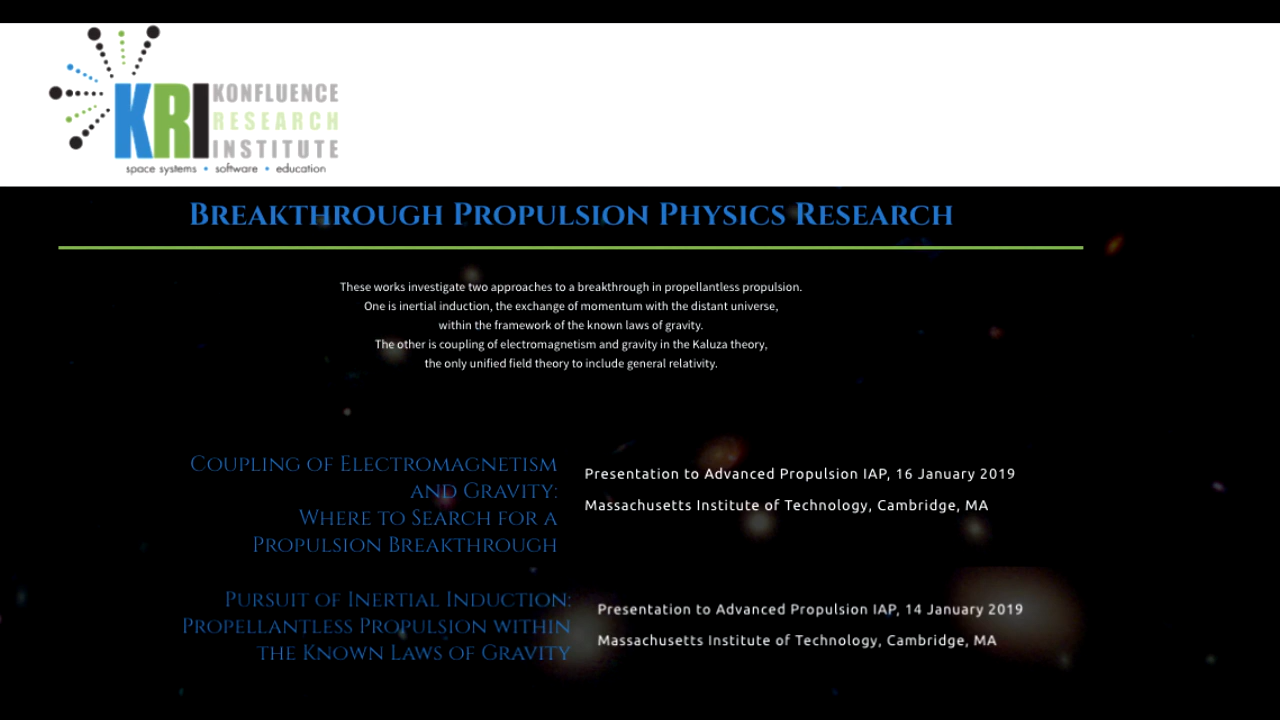 KRI KONFLUENCE
RESEARCH
INSTITUTE
space systems • software • education
Breakthrough Propulsion Physics Research
These works investigate two approaches to a breakthrough in propellantless propulsion.
One is inertial induction, the exchange of momentum with the distant universe,
within the framework of the known laws of gravity.
The other is coupling of electromagnetism and gravity in the Kaluza theory,
the only unified field theory to include general relativity.
Coupling of Electromagnetism
and Gravity:
Where to Search for a
Propulsion Breakthrough
Presentation to Advanced Propulsion IAP, 16 January 2019
Massachusetts Institute of Technology, Cambridge, MA
Pursuit of Inertial Induction:
Propellantless Propulsion within
the Known Laws of Gravity
Presentation to Advanced Propulsion IAP, 14 January 2019
Massachusetts Institute of Technology, Cambridge, MA